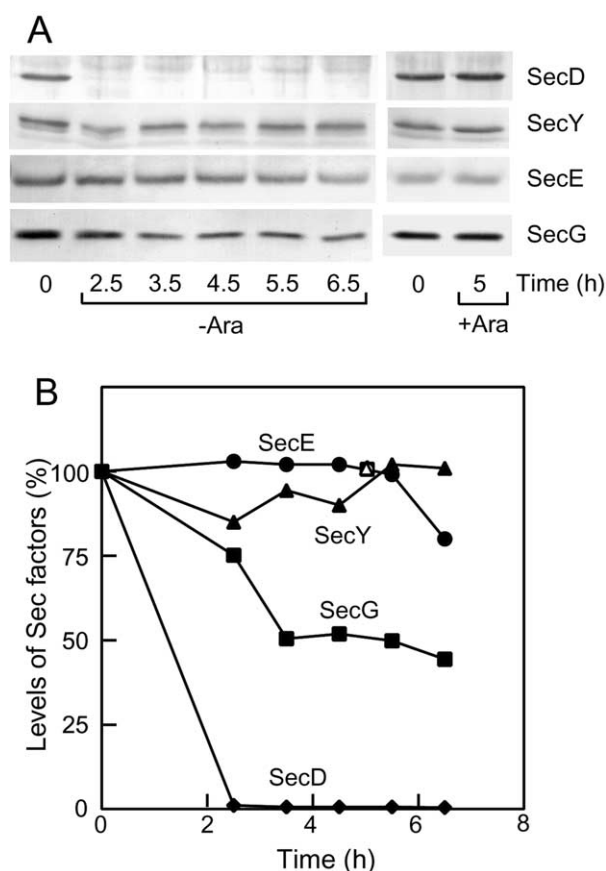 A
SecD
SecY
SecE
SecG
0 2.5 3.5 4.5 5.5 6.5 0 5 Time (h)
-Ara +Ara
B
Levels of Sec factors (%)
100
75
50
25
0
SecE
SecY
SecG
SecD
0 2 4 6 8
Time (h)